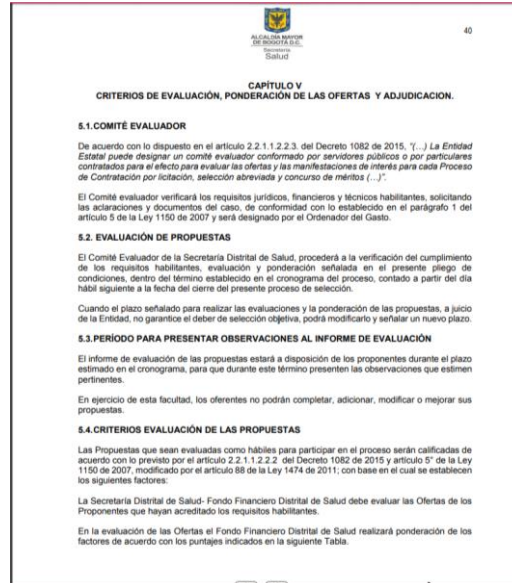 40
ALCALDÍA MAYOR
DE BOGOTÁ D.C.
Secretaría
Salud
CAPÍTULO V
CRITERIOS DE EVALUACIÓN, PONDERACIÓN DE LAS OFERTAS Y ADJUDICACION.
5.1.COMITÉ EVALUADOR
De acuerdo con lo dispuesto en el artículo 2.2.1.1.2.2.3. del Decreto 1082 de 2015, "(…) La Entidad
Estatal puede designar un comité evaluador conformado por servidores públicos o por particulares
contratados para el efecto para evaluar las ofertas y las manifestaciones de interés para cada Proceso
de Contratación por licitación, selección abreviada y concurso de méritos (…)".
El Comité Evaluador verificará los requisitos jurídicos, financieros y técnicos habilitantes, solicitando
las aclaraciones y documentos del caso, de conformidad con lo establecido en el parágrafo 1 del
artículo 5 de la Ley 1150 de 2007 y será designado por el Ordenador del Gasto.
5.2. EVALUACIÓN DE PROPUESTAS
El Comité Evaluador de la Secretaría Distrital de Salud, procederá a la verificación del cumplimiento
de los requisitos habilitantes, evaluación y ponderación señalada en el presente pliego de
condiciones, dentro del término establecido en el cronograma del proceso, contado a partir del día
hábil siguiente a la fecha del cierre del presente proceso de selección.
Cuando el plazo señalado para realizar las evaluaciones y la ponderación de las propuestas, a juicio
de la Entidad, no garantice el deber de selección objetiva, podrá modificarlo y señalar un nuevo plazo.
5.3.PERÍODO PARA PRESENTAR OBSERVACIONES AL INFORME DE EVALUACIÓN
El informe de evaluación de las propuestas estará a disposición de los proponentes durante el plazo
estimado en el cronograma, para que durante este término presenten las observaciones que estimen
pertinentes.
En ejercicio de esta facultad, los oferentes no podrán completar, adicionar, modificar o mejorar sus
propuestas.
5.4.CRITERIOS EVALUACIÓN DE LAS PROPUESTAS
Las Propuestas que sean evaluadas como hábiles para participar en el proceso serán calificadas de
acuerdo con lo previsto por el artículo 2.2.1.1.2.2.2 del Decreto 1082 de 2015 y artículo 5° de la Ley
1150 de 2007, modificado por el artículo 88 de la Ley 1474 de 2011; con base en el cual se establecen
los siguientes factores:
La Secretaría Distrital de Salud- Fondo Financiero Distrital de Salud debe evaluar las Ofertas de los
Proponentes que hayan acreditado los requisitos habilitantes.
En la evaluación de las Ofertas el Fondo Financiero Distrital de Salud realizará ponderación de los
factores de acuerdo con los puntajes indicados en la siguiente Tabla.